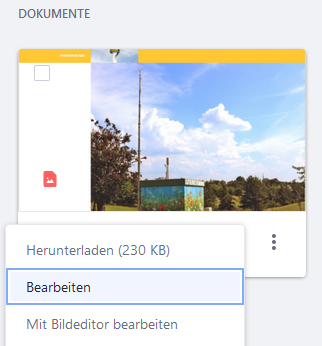 DOKUMENTE
Herunterladen (230 KB)
Bearbeiten
Mit Bildeditor bearbeiten